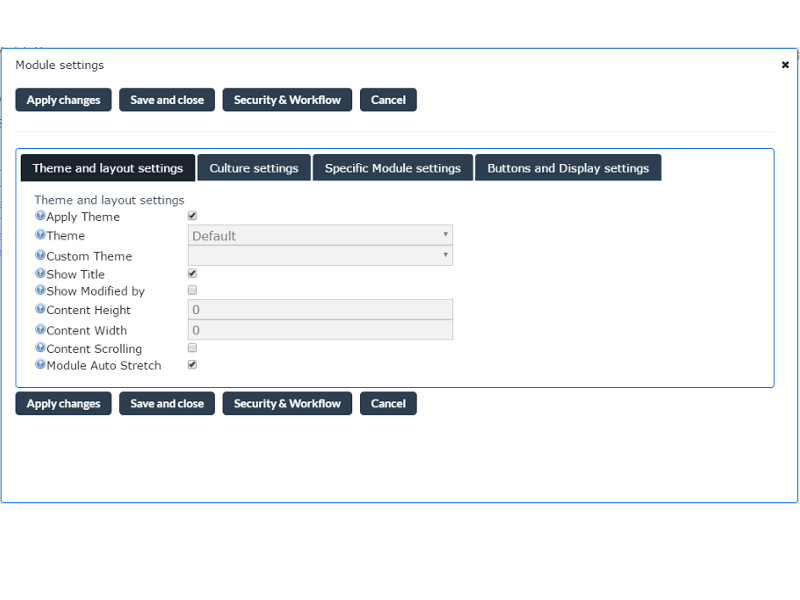 Module settings
Apply changes Save and close Security & Workflow Cancel
Theme and layout settings Culture settings Specific Module settings Buttons and Display settings
Theme and layout settings
Apply Theme
Theme Default
Custom Theme
Show Title
Show Modified by
Content Height 0
Content Width 0
Content Scrolling
Module Auto Stretch
Apply changes Save and close Security & Workflow Cancel